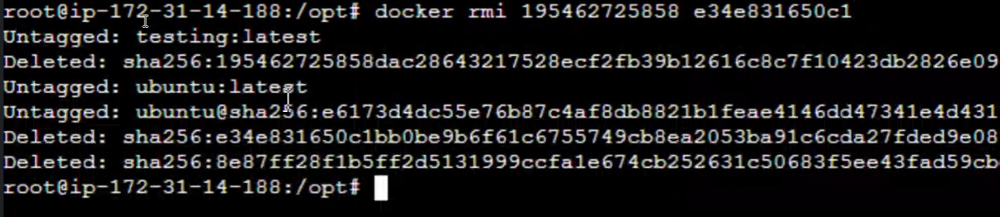 root@ip-172-31-14-188:/opt# docker rmi 195462725858 e34e831650c1
Untagged: testing:latest
Deleted: sha256:195462725858dac28643217528ecf2fb39b12616c8c7f10423db2826e09
Untagged: ubuntu:latest
Untagged: ubuntu@sha256:e6173d4dc55e76b87c4af8db8821b1feae4146dd47341e4d431
Deleted: sha256:e34e831650c1bb0be9b6f61c6755749cb8ea2053ba91c6cda27fded9e08
Deleted: sha256:8e87ff28f1b5ff2d5131999ccfa1e674cb252631c50683f5ee43fad59cb
root@ip-172-31-14-188:/opt#